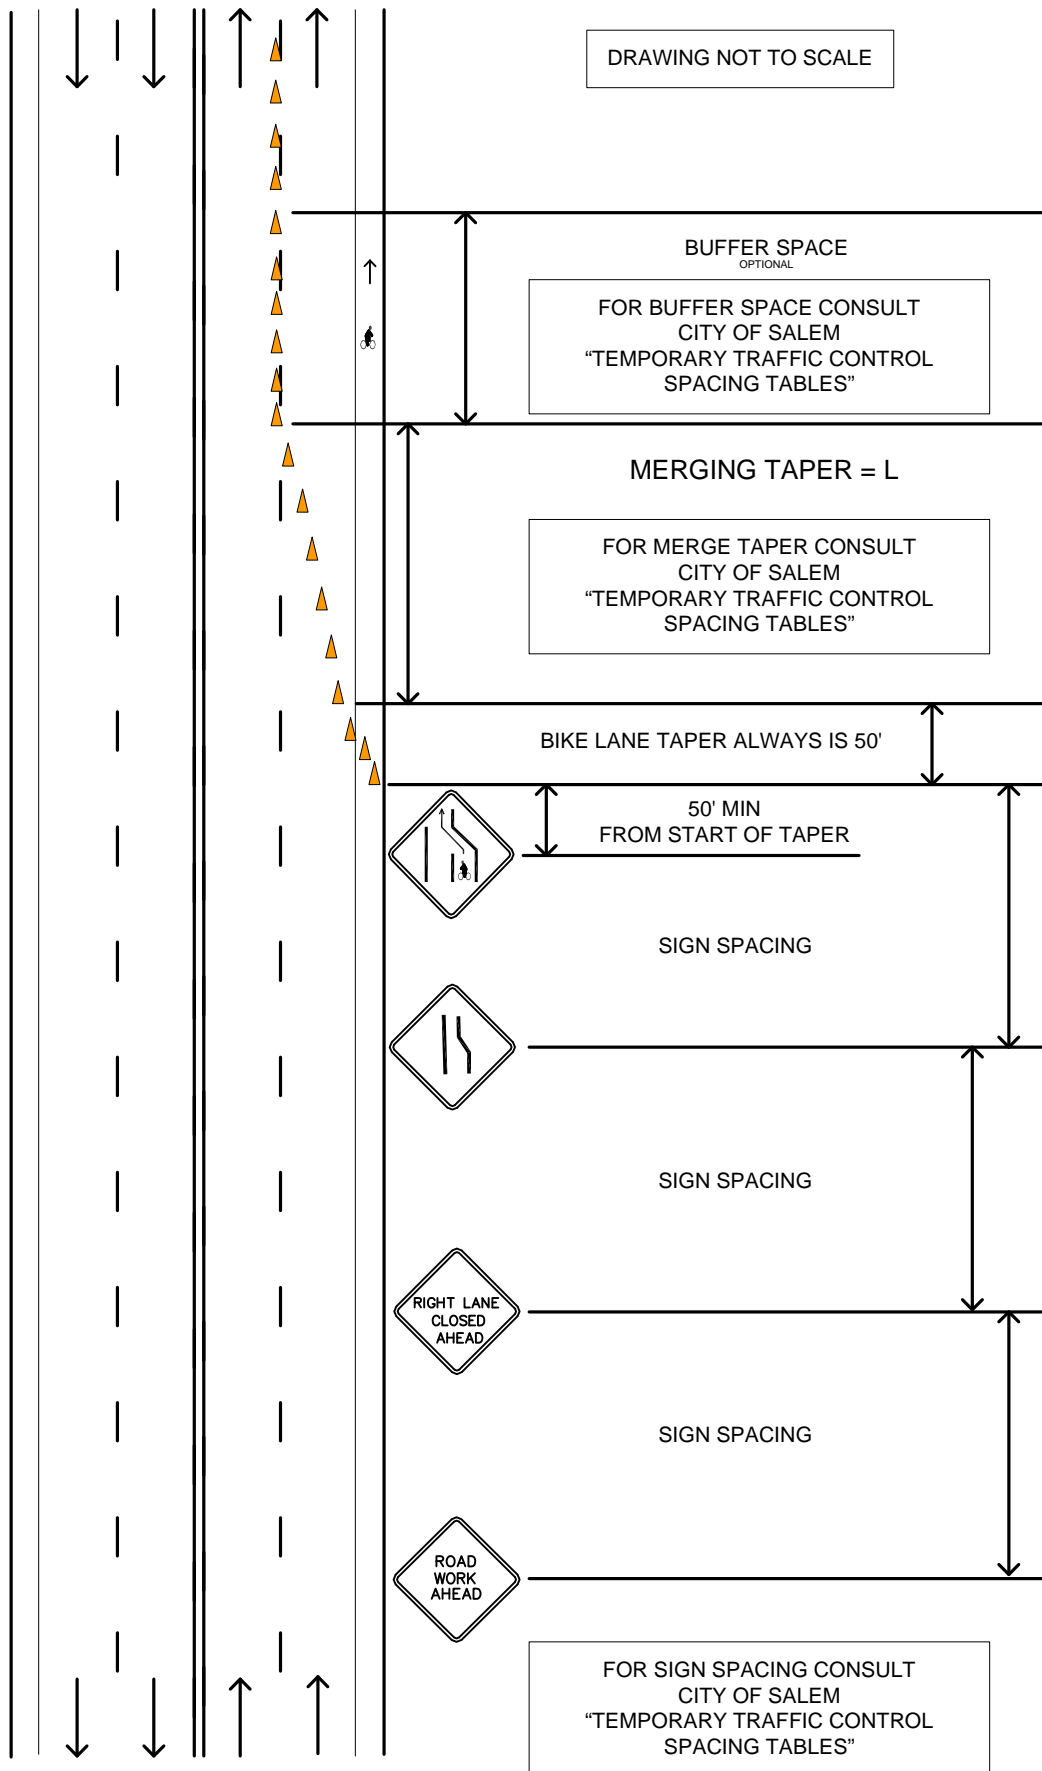 DRAWING NOT TO SCALE
BUFFER SPACE
OPTIONAL
FOR BUFFER SPACE CONSULT
CITY OF SALEM
“TEMPORARY TRAFFIC CONTROL
SPACING TABLES”
MERGING TAPER = L
FOR MERGE TAPER CONSULT
CITY OF SALEM
“TEMPORARY TRAFFIC CONTROL
SPACING TABLES”
BIKE LANE TAPER ALWAYS IS 50'
50' MIN
FROM START OF TAPER
SIGN SPACING
SIGN SPACING
RIGHT LANE
CLOSED
AHEAD
SIGN SPACING
ROAD
WORK
AHEAD
FOR SIGN SPACING CONSULT
CITY OF SALEM
“TEMPORARY TRAFFIC CONTROL
SPACING TABLES”